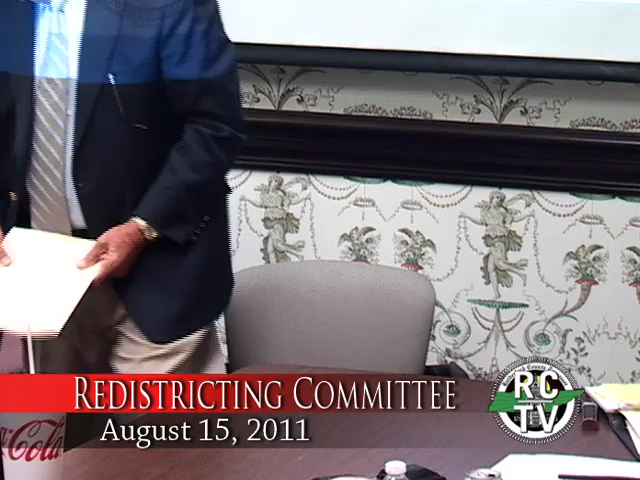 REDISTRICTING COMMITTEE
August 15, 2011
RC
TV
Coca-Cola